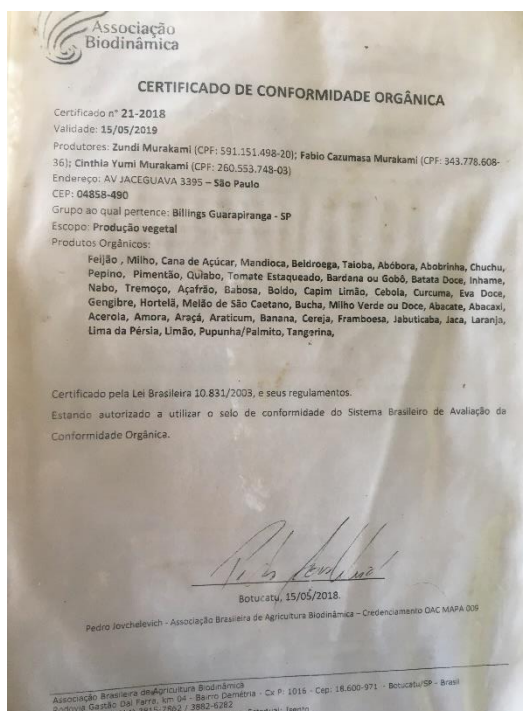 Associação
Biodinâmica
CERTIFICADO DE CONFORMIDADE ORGÂNICA
Certificado n° 21-2018
Validade: 15/05/2019
Produtores: Zundi Murakami (CPF: 591.151.498-20); Fabio Cazumasa Murakami (CPF: 343.778.608-
36); Cinthia Yumi Murakami (CPF: 260.553.748-03)
Endereço: AV JACEGUAVA 3395 – São Paulo
CEP: 04858-490
Grupo ao qual pertence: Billings Guarapiranga - SP
Escopo: Produção vegetal
Produtos Orgânicos:
Feijão , Milho, Cana de Açúcar, Mandioca, Beldroega, Taioba, Abóbora, Abobrinha, Chuchu,
Pepino, Pimentão, Quiabo, Tomate Estaqueado, Bardana ou Gobô, Batata Doce, Inhame,
Nabo, Tremoço, Açafrão, Babosa, Boldo, Capim Limão, Cebola, Curcuma, Eva Doce,
Gengibre, Hortelã, Melão de São Caetano, Bucha, Milho Verde ou Doce, Abacate, Abacaxi,
Acerola, Amora, Araçá, Araticum, Banana, Cereja, Framboesa, Jabuticaba, Jaca, Laranja,
Lima da Pérsia, Limão, Pupunha/Palmito, Tangerina,
Certificado pela Lei Brasileira 10.831/2003, e seus regulamentos.
Estando autorizado a utilizar o selo de conformidade do Sistema Brasileiro de Avaliação da
Conformidade Orgânica.
Botucatu, 15/05/2018.
Pedro Jovchelevich - Associação Brasileira de Agricultura Biodinâmica – Credenciamento OAC MAPA 009
Associação Brasileira de Agricultura Biodinâmica
Rodovia Gastão Dal Farra, km 04 - Bairro Demétria - Cx P: 1016 - Cep: 18.600-971 - Botucatu/SP - Brasil
/ 3882-6282